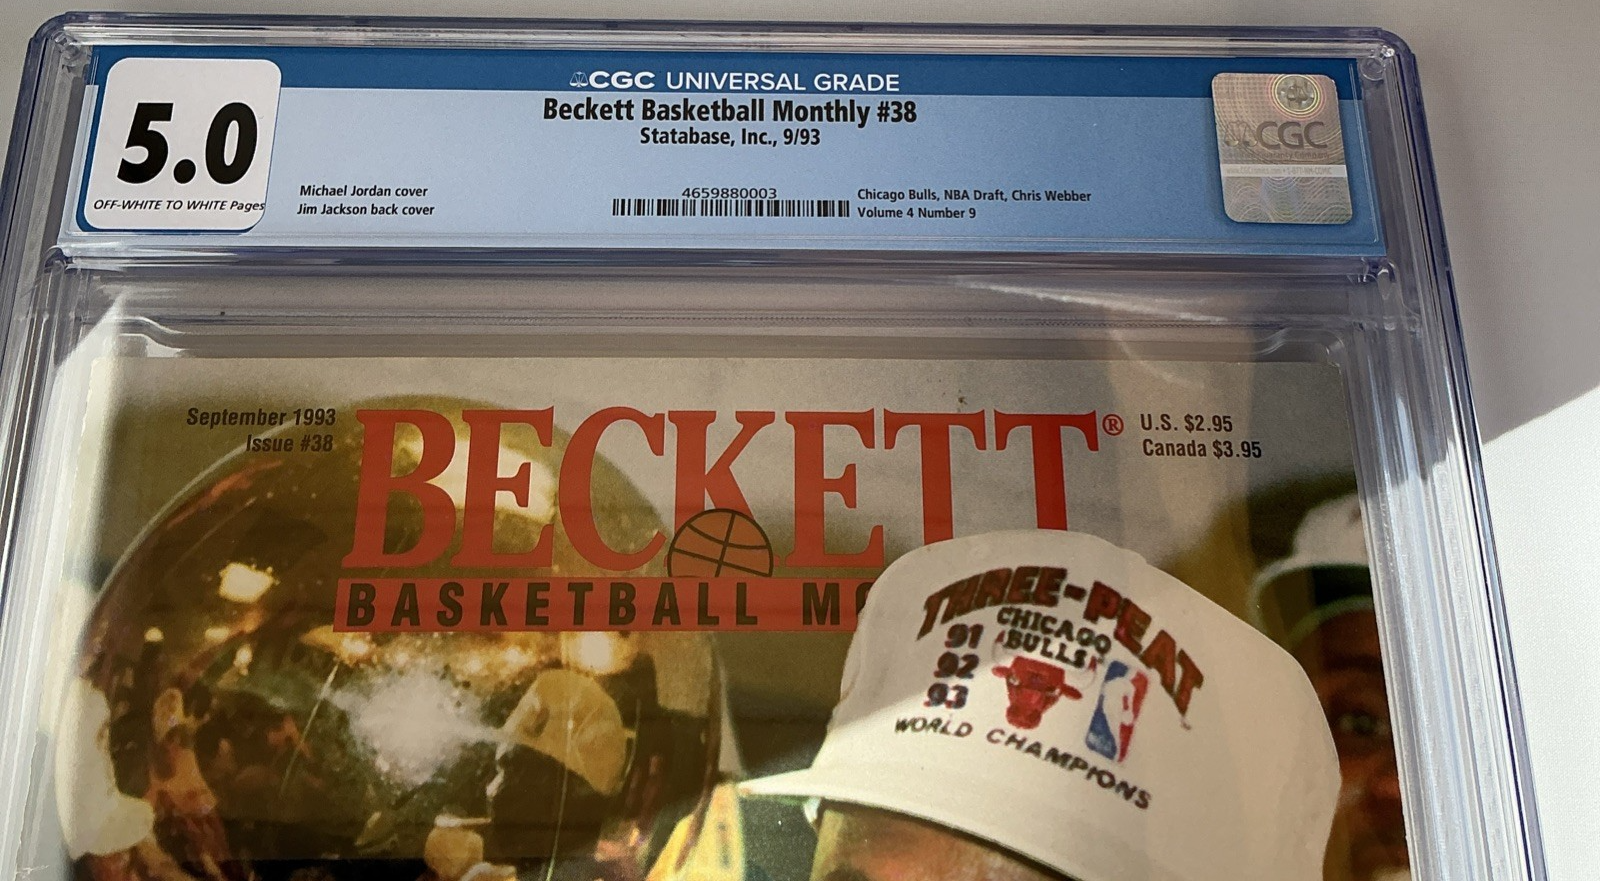 CGC UNIVERSAL GRADE
Beckett Basketball Monthly #38
Statabase, Inc., 9/93
5.0
OFF-WHITE TO WHITE Pages
Michael Jordan cover
Jim Jackson back cover
4659880003
Chicago Bulls, NBA Draft, Chris Webber
Volume 4 Number 9
CGC
September 1993
Issue #38
BECKETT®
BASKETBALL MO
U.S. $2.95
Canada $3.95
THREE-PEAT
CHICAGO
BULLS
91
92
93
WORLD CHAMPIONS